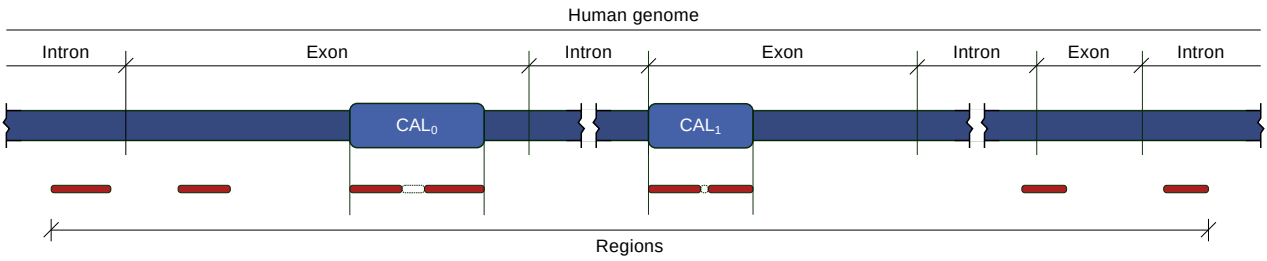 Human genome
Intron Exon Intron Exon Intron Exon Intron
CAL₀ CAL₁
Regions